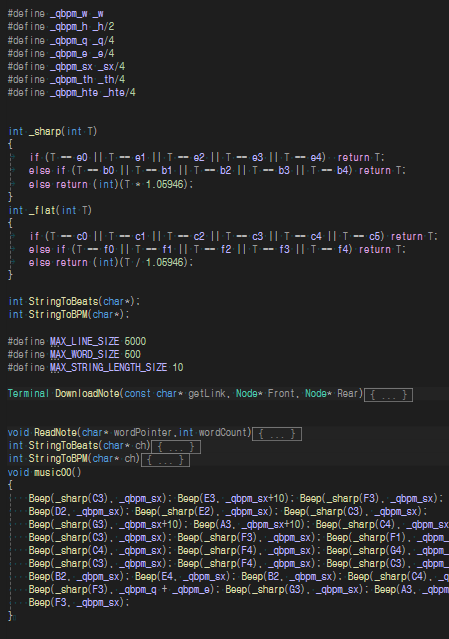 #define _qbpm_w _w
#define _qbpm_h _h/2
#define _qbpm_q _q/4
#define _qbpm_e _e/4
#define _qbpm_sx _sx/4
#define _qbpm_th _th/4
#define _qbpm_hte _hte/4
int _sharp(int T)
{
if (T == e0 || T == e1 || T == e2 || T == e3 || T == e4) return T;
else if (T == b0 || T == b1 || T == b2 || T == b3 || T == b4) return T;
else return (int)(T * 1.05946);
}
int _flat(int T)
{
if (T == c0 || T == c1 || T == c2 || T == c3 || T == c4 || T == c5) return T;
else if (T == f0 || T == f1 || T == f2 || T == f3 || T == f4) return T;
else return (int)(T / 1.05946);
}
int StringToBeats(char*);
int StringToBPM(char*);
#define MAX_LINE_SIZE 5000
#define MAX_WORD_SIZE 500
#define MAX_STRING_LENGTH_SIZE 10
Terminal DownloadNote(const char* getLink, Node* Front, Node* Rear){ ... }
void ReadNote(char* wordPointer,int wordCount){ ... }
int StringToBeats(char* ch){ ... }
int StringToBPM(char* ch){ ... }
void music00()
{
Beep(_sharp(C3), _qbpm_sx); Beep(E3, _qbpm_sx+10); Beep(_sharp(F3), _qbpm_sx);
Beep(D2, _qbpm_sx); Beep(_sharp(E2), _qbpm_sx); Beep(_sharp(C3), _qbpm_sx);
Beep(_sharp(G3), _qbpm_sx+10); Beep(A3, _qbpm_sx+10); Beep(_sharp(C4), _qbpm_sx
Beep(_sharp(C3), _qbpm_sx); Beep(_sharp(F3), _qbpm_sx); Beep(_sharp(F1), _qbpm_
Beep(_sharp(C4), _qbpm_sx); Beep(_sharp(F4), _qbpm_sx); Beep(_sharp(G4), _qbpm_
Beep(_sharp(C3), _qbpm_sx); Beep(_sharp(F4), _qbpm_sx); Beep(_sharp(C3), _qbpm_
Beep(B2, _qbpm_sx); Beep(E4, _qbpm_sx); Beep(B2, _qbpm_sx); Beep(_sharp(C4), _q
Beep(_sharp(F3), _qbpm_q + _qbpm_e); Beep(_sharp(G3), _qbpm_sx); Beep(A3, _qbpm
Beep(F3, _qbpm_sx);
}